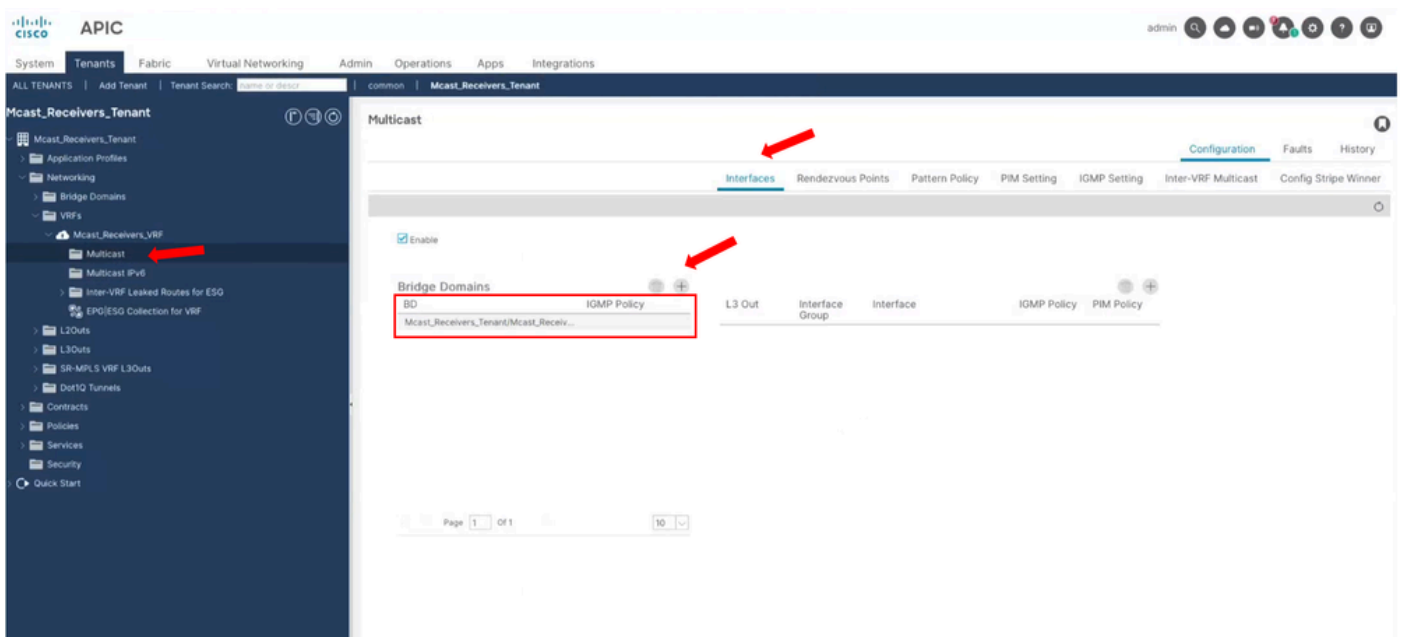 CISCO APIC admin
System Tenants Fabric Virtual Networking Admin Operations Apps Integrations
ALL TENANTS | Add Tenant | Tenant Search: name or descr | common | Mcast_Receivers_Tenant
Mcast_Receivers_Tenant
Mcast_Receivers_Tenant
Application Profiles
Networking
Bridge Domains
VRFs
Mcast_Receivers_VRF
Multicast
Multicast IPv6
Inter-VRF Leaked Routes for ESG
EPG|ESG Collection for VRF
L2Outs
L3Outs
SR-MPLS VRF L3Outs
Dot1Q Tunnels
Contracts
Policies
Services
Security
Quick Start
Multicast
Configuration Faults History
Interfaces Rendezvous Points Pattern Policy PIM Setting IGMP Setting Inter-VRF Multicast Config Stripe Winner
Enable
Bridge Domains
BD IGMP Policy
Mcast_Receivers_Tenant/Mcast_Receiv...
L3 Out Interface Group Interface IGMP Policy PIM Policy
Page 1 Of 1 10